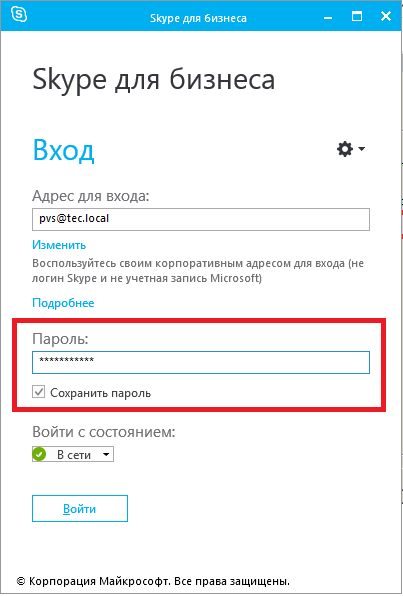 Skype для бизнеса
Skype для бизнеса
Вход
Адрес для входа:
pvs@tec.local
Изменить
Воспользуйтесь своим корпоративным адресом для входа (не
логин Skype и не учетная запись Microsoft)
Подробнее
Пароль:
***********
Сохранить пароль
Войти с состоянием:
В сети
Войти
© Корпорация Майкрософт. Все права защищены.